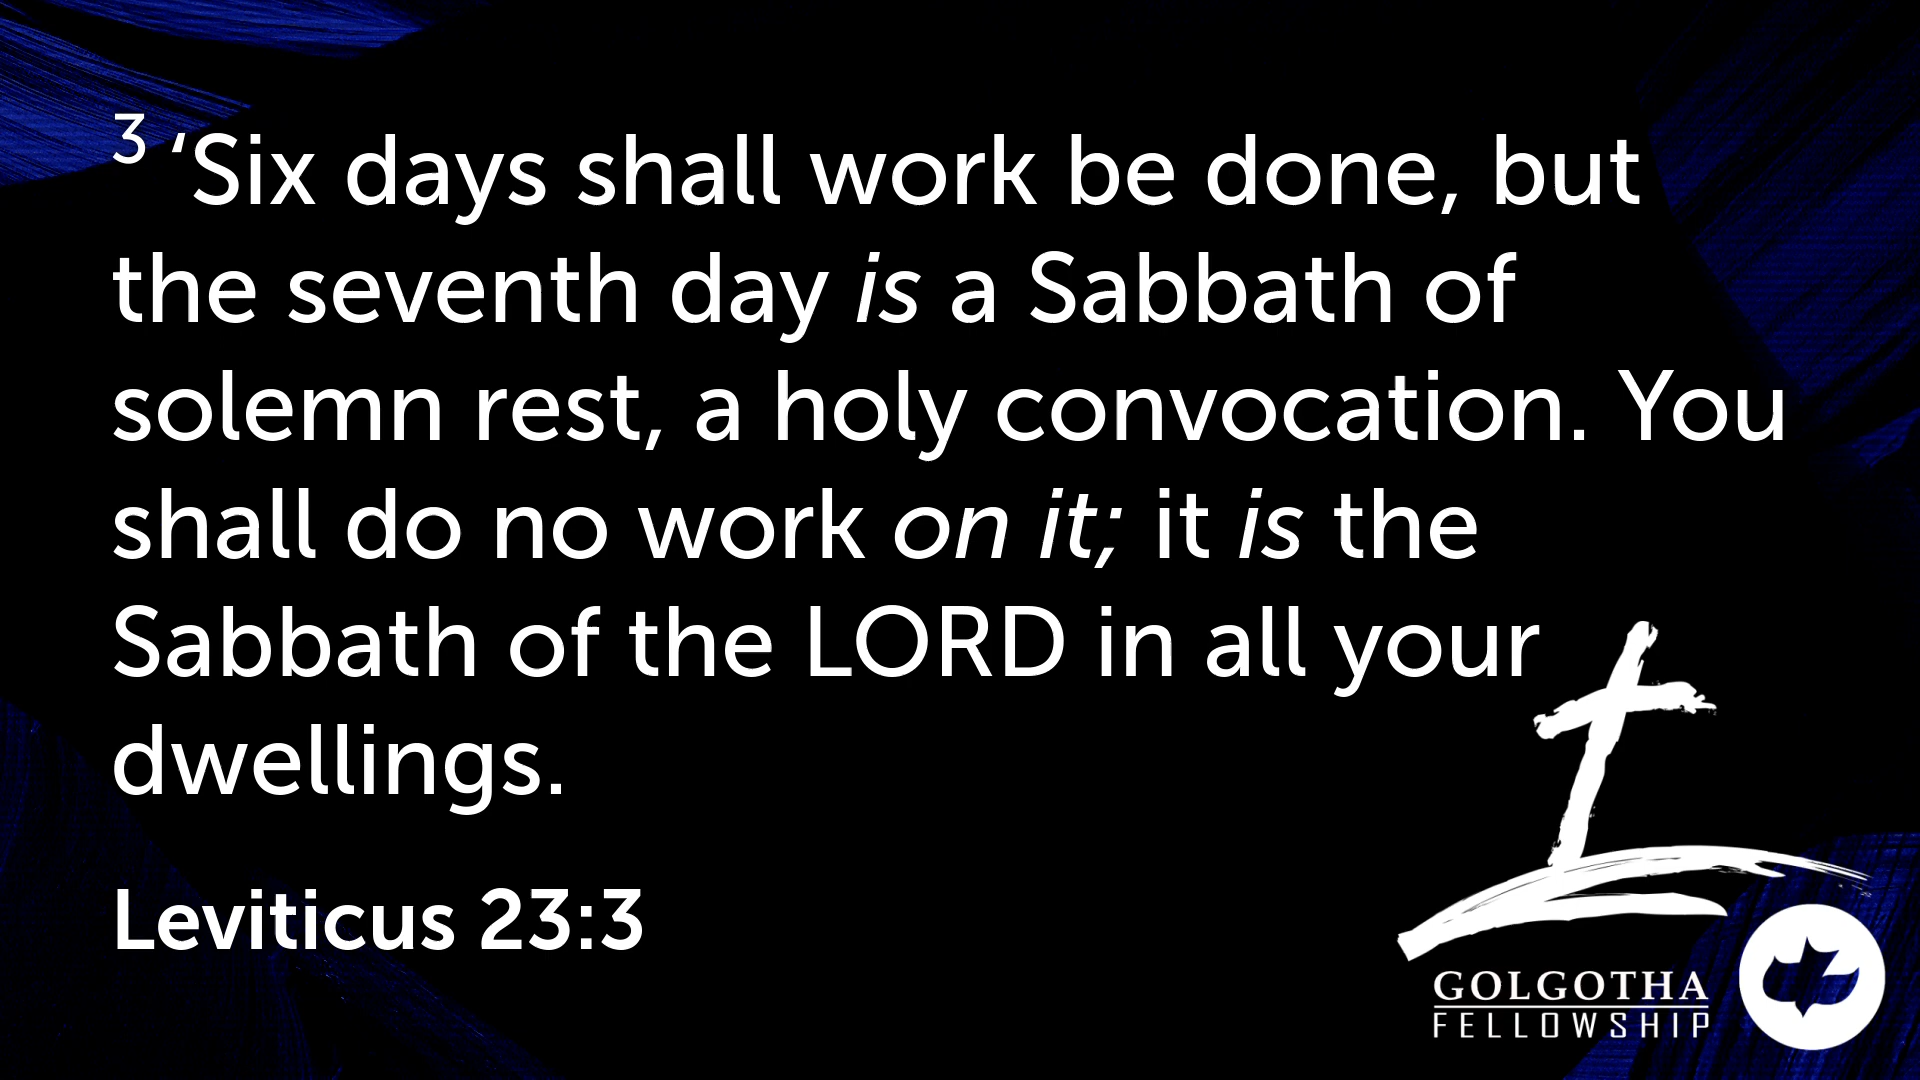 3 ‘Six days shall work be done, but
the seventh day is a Sabbath of
solemn rest, a holy convocation. You
shall do no work on it; it is the
Sabbath of the LORD in all your
dwellings.
Leviticus 23:3
GOLGOTHA
FELLOWSHIP